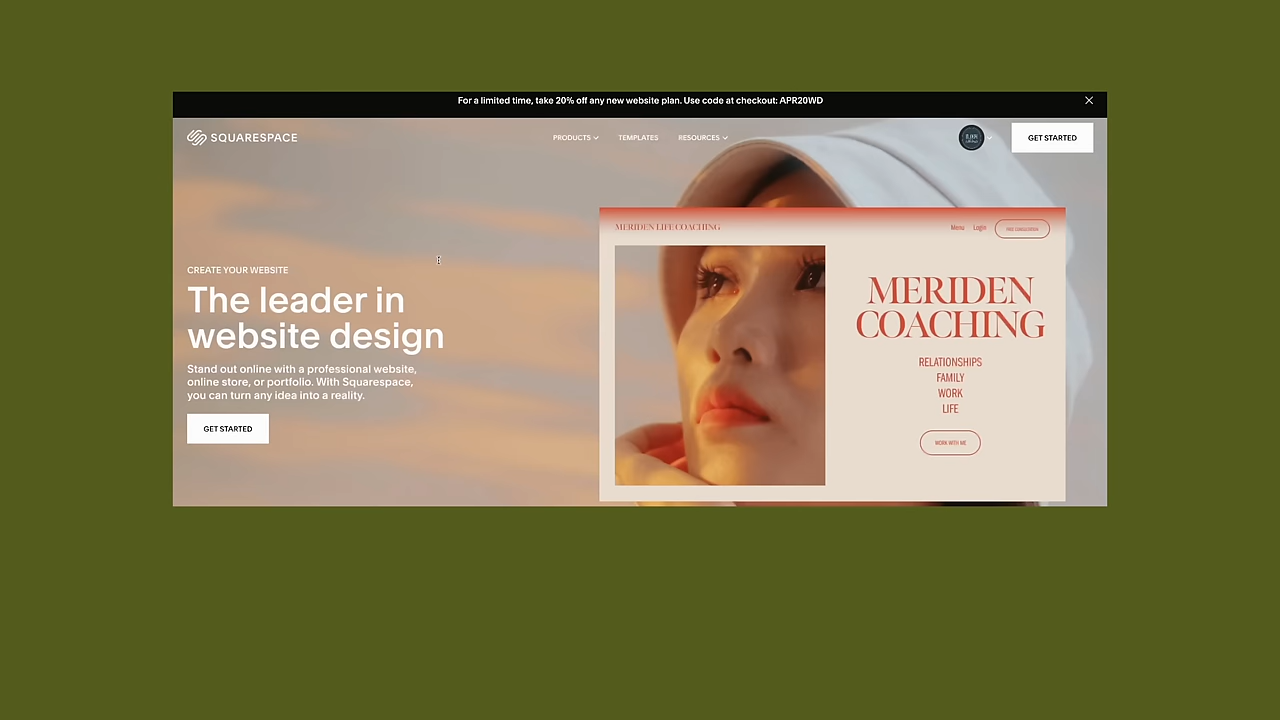 For a limited time, take 20% off any new website plan. Use code at checkout: APR20WD
SQUARESPACE
PRODUCTS
TEMPLATES
RESOURCES
GET STARTED
CREATE YOUR WEBSITE
The leader in
website design
Stand out online with a professional website,
online store, or portfolio. With Squarespace,
you can turn any idea into a reality.
GET STARTED
MERIDEN LIFE COACHING
Menu
Login
FREE CONSULTATION
MERIDEN
COACHING
RELATIONSHIPS
FAMILY
WORK
LIFE
WORK WITH ME